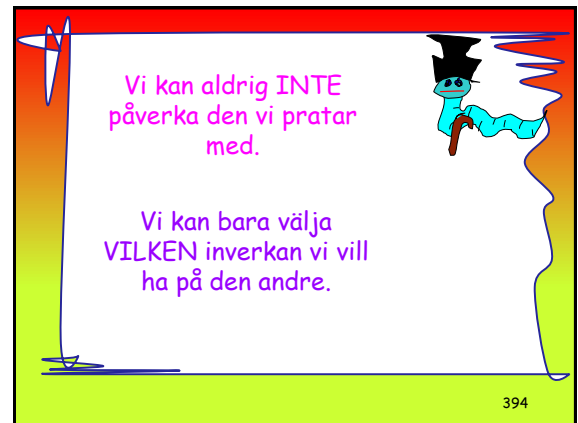 Vi kan aldrig INTE
påverka den vi pratar
med.
Vi kan bara välja
VILKEN inverkan vi vill
ha på den andre.
394